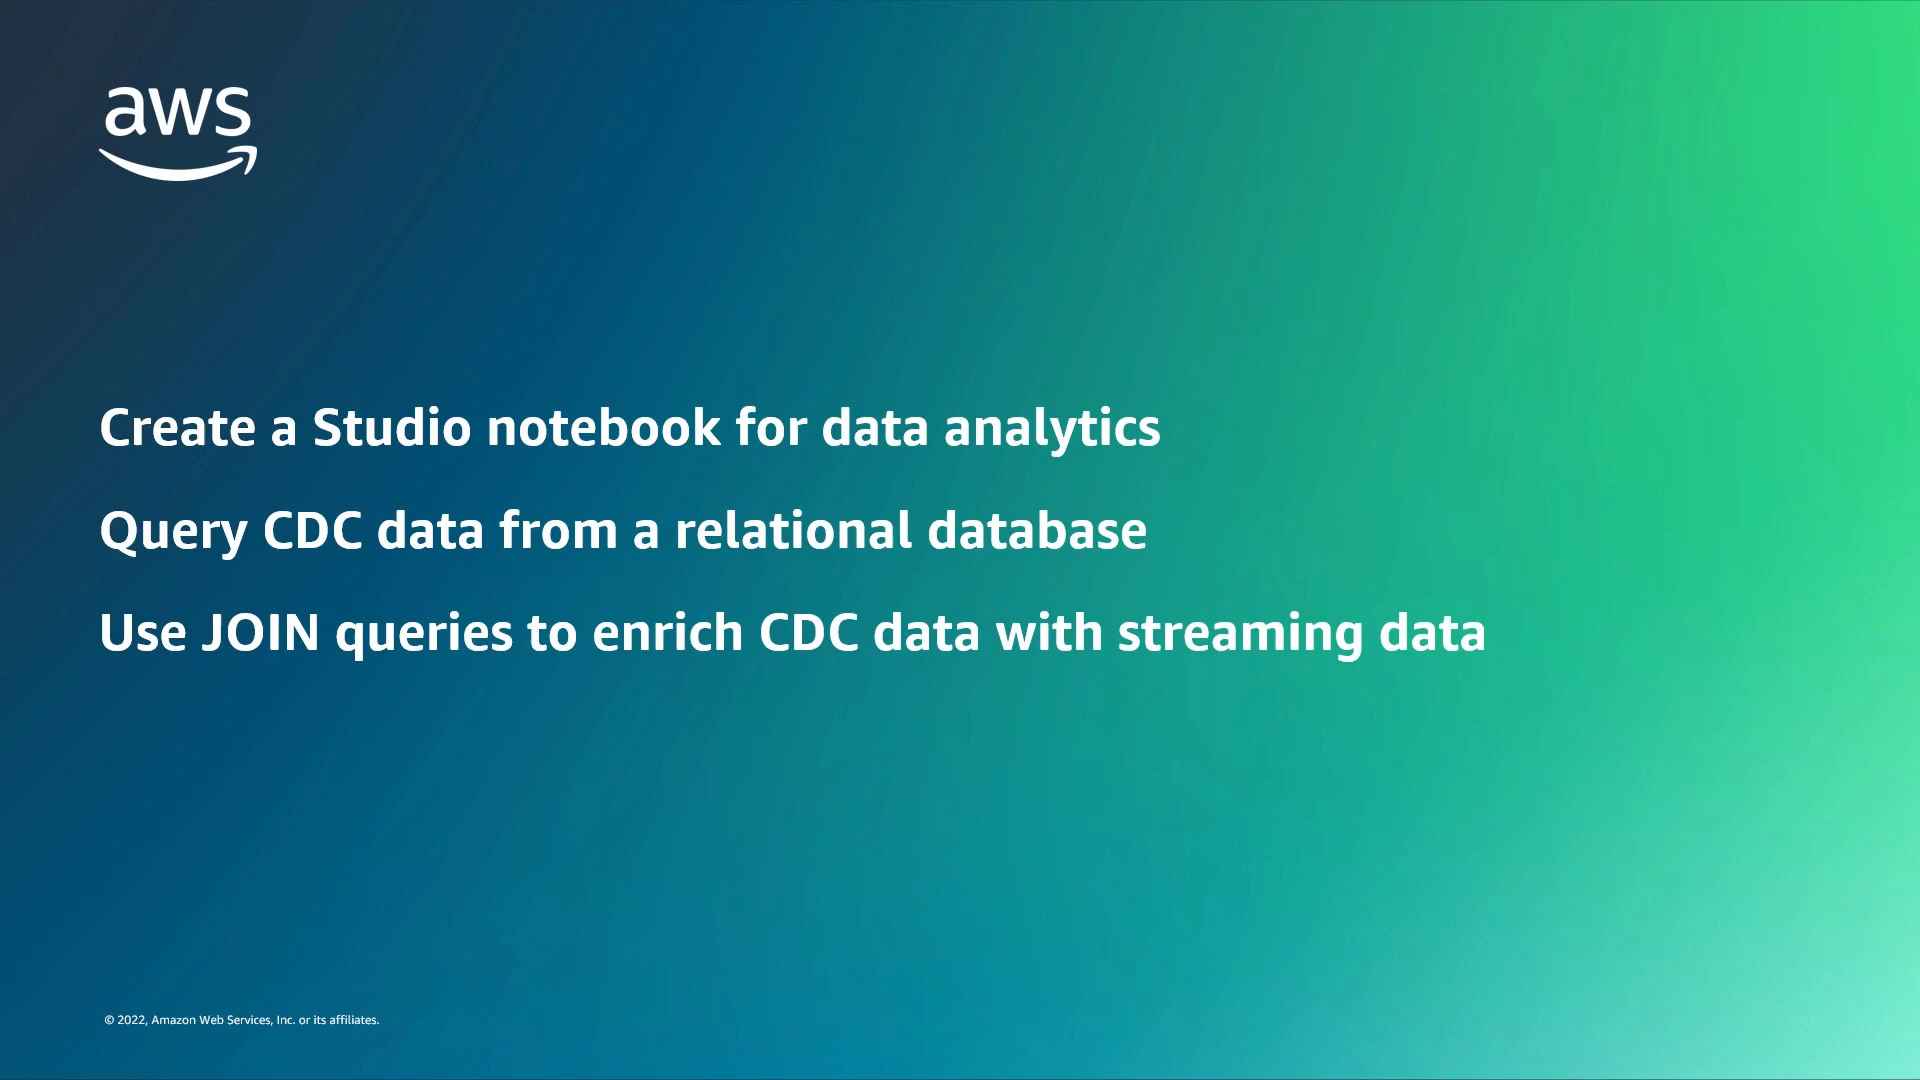 aws
Create a Studio notebook for data analytics
Query CDC data from a relational database
Use JOIN queries to enrich CDC data with streaming data
© 2022, Amazon Web Services, Inc. or its affiliates.